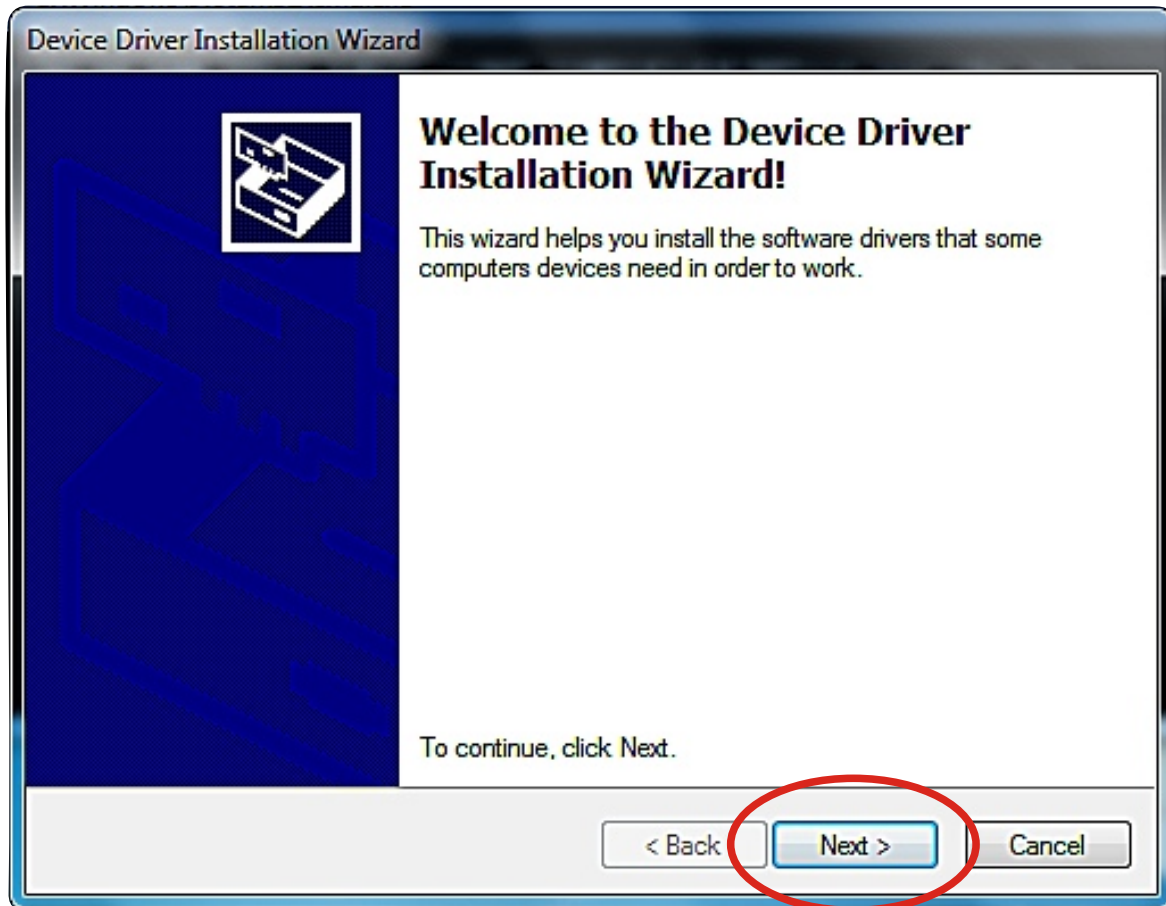 Device Driver Installation Wizard
Welcome to the Device Driver
Installation Wizard!
This wizard helps you install the software drivers that some
computers devices need in order to work.
To continue, click Next.
< Back
Next >
Cancel